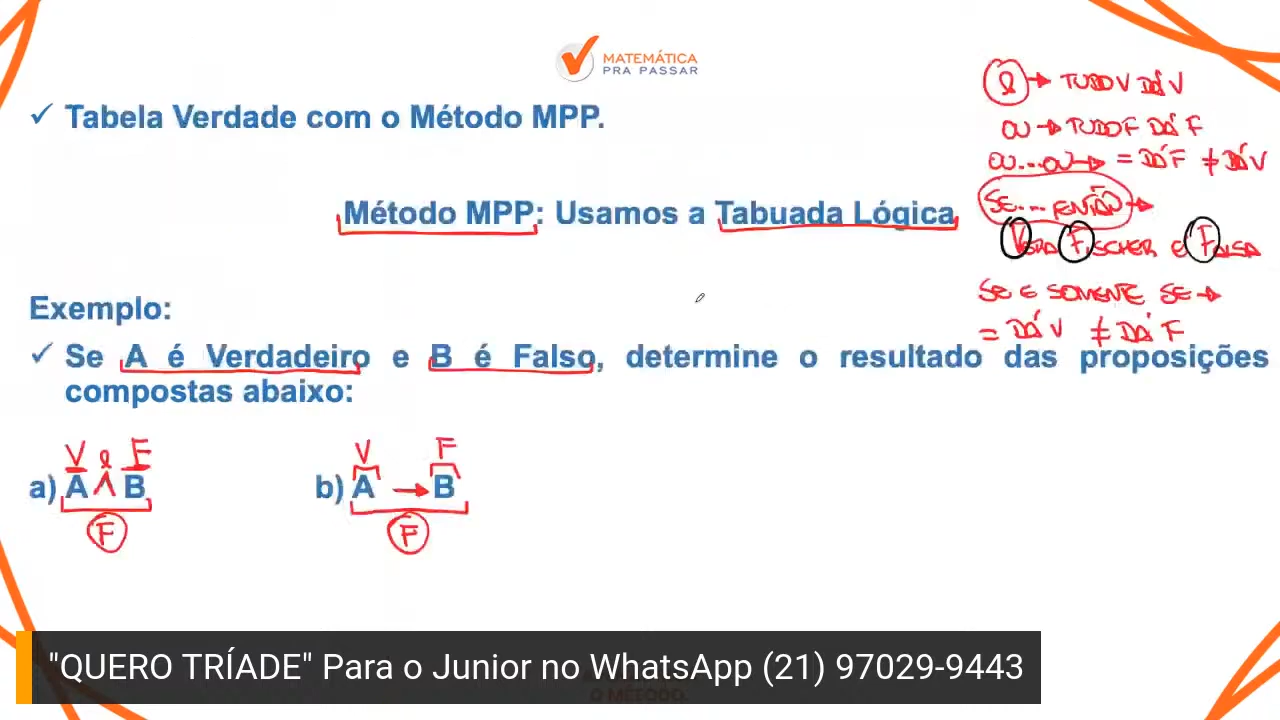 MATEMÁTICA
PRA PASSAR
✓ Tabela Verdade com o Método MPP.
Método MPP: Usamos a Tabuada Lógica
e → TUDO V DÁ V
OU → TUDO F DÁ F
OU...OU → = DÁ F ≠ DÁ V
SE... ENTÃO →
VERA FISCHER É FALSA
SE E SOMENTE SE →
= DÁ V ≠ DÁ F
Exemplo:
✓ Se A é Verdadeiro e B é Falso, determine o resultado das proposições
compostas abaixo:
V e F V F
a) A ∧ B b) A → B
F F
"QUERO TRÍADE" Para o Junior no WhatsApp (21) 97029-9443
O MÉTODO.